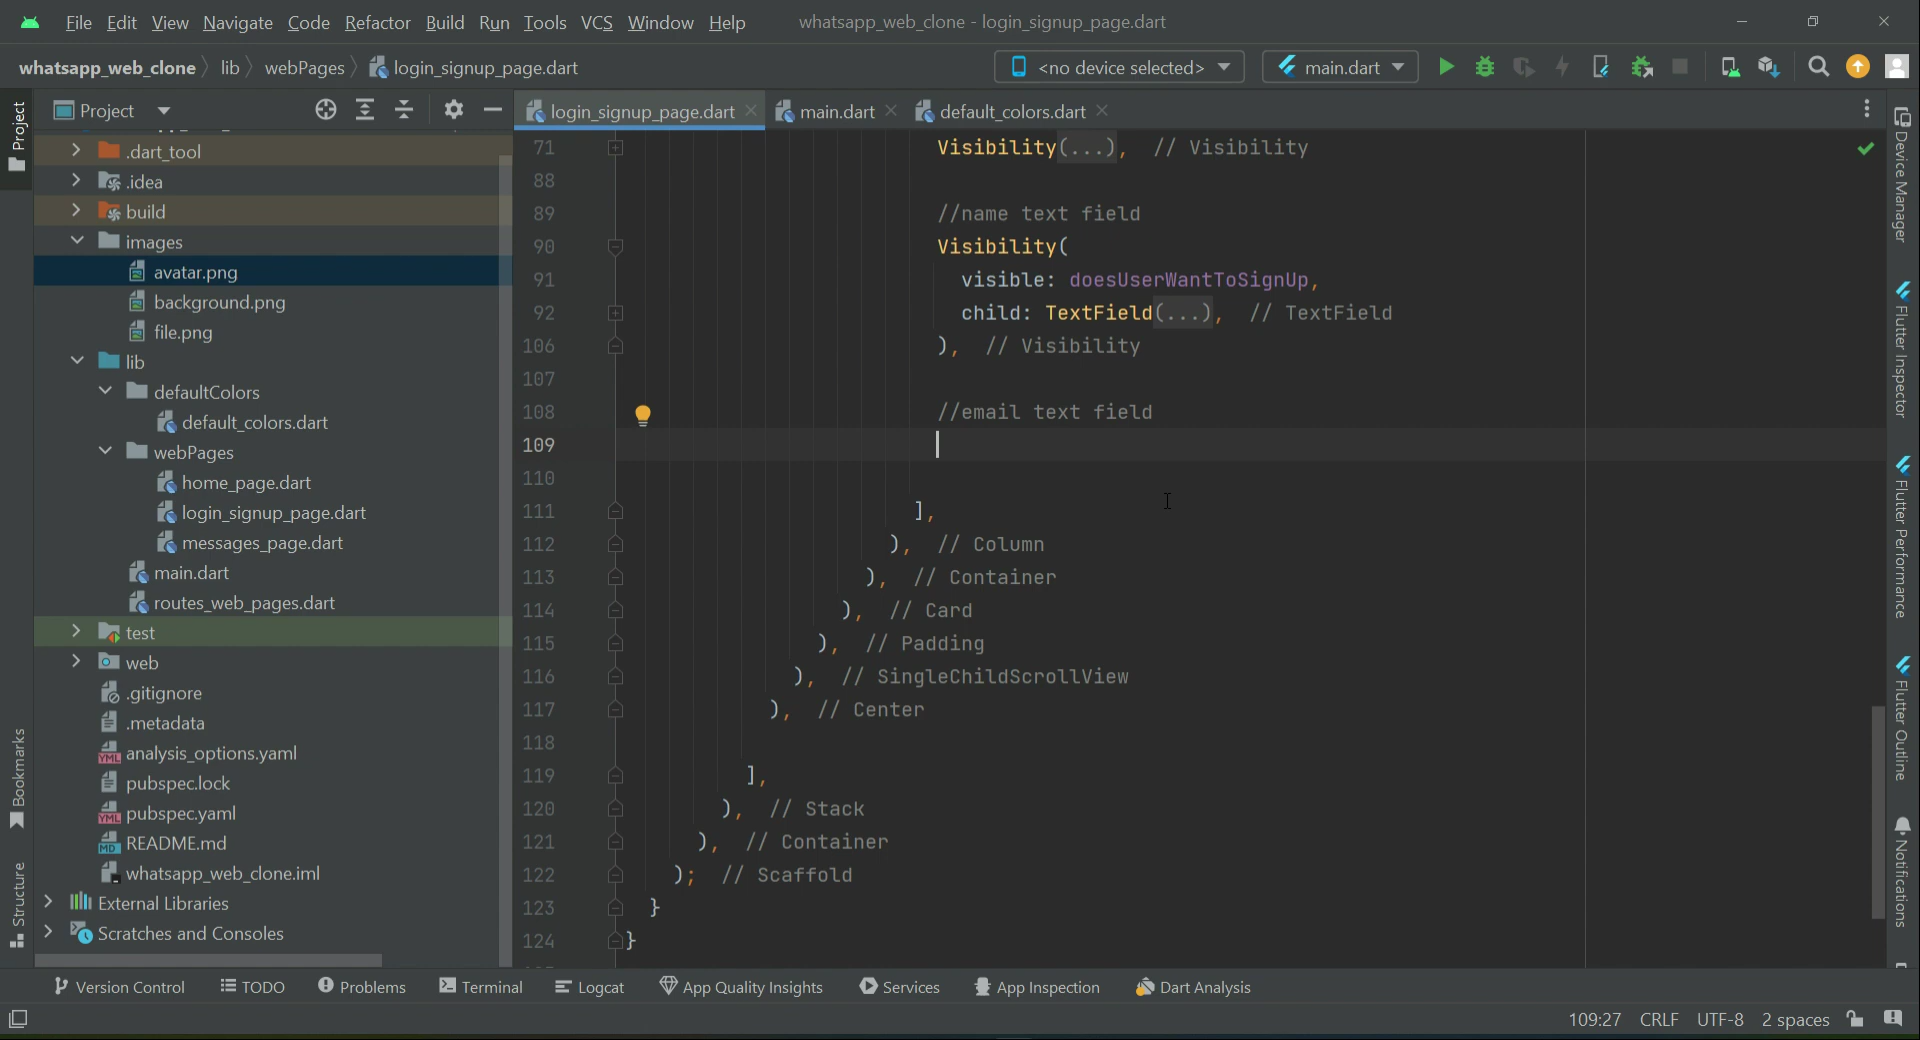 File Edit View Navigate Code Refactor Build Run Tools VCS Window Help whatsapp_web_clone - login_signup_page.dart
whatsapp_web_clone lib webPages login_signup_page.dart <no device selected> main.dart
Project
login_signup_page.dart main.dart default_colors.dart
Project
.dart_tool
.idea
build
images
avatar.png
background.png
file.png
lib
defaultColors
default_colors.dart
webPages
home_page.dart
login_signup_page.dart
messages_page.dart
main.dart
routes_web_pages.dart
test
web
.gitignore
.metadata
analysis_options.yaml
pubspec.lock
pubspec.yaml
README.md
whatsapp_web_clone.iml
External Libraries
Scratches and Consoles
Bookmarks
Structure
71 Visibility(...), // Visibility
88
89 //name text field
90 Visibility(
91 visible: doesUserWantToSignUp,
92 child: TextField(...), // TextField
106 ), // Visibility
107
108 //email text field
109
110
111 ],
112 ), // Column
113 ), // Container
114 ), // Card
115 ), // Padding
116 ), // SingleChildScrollView
117 ), // Center
118
119 ],
120 ), // Stack
121 ), // Container
122 ); // Scaffold
123 }
124 }
Device Manager
Flutter Inspector
Flutter Performance
Flutter Outline
Notifications
Version Control TODO Problems Terminal Logcat App Quality Insights Services App Inspection Dart Analysis
109:27 CRLF UTF-8 2 spaces